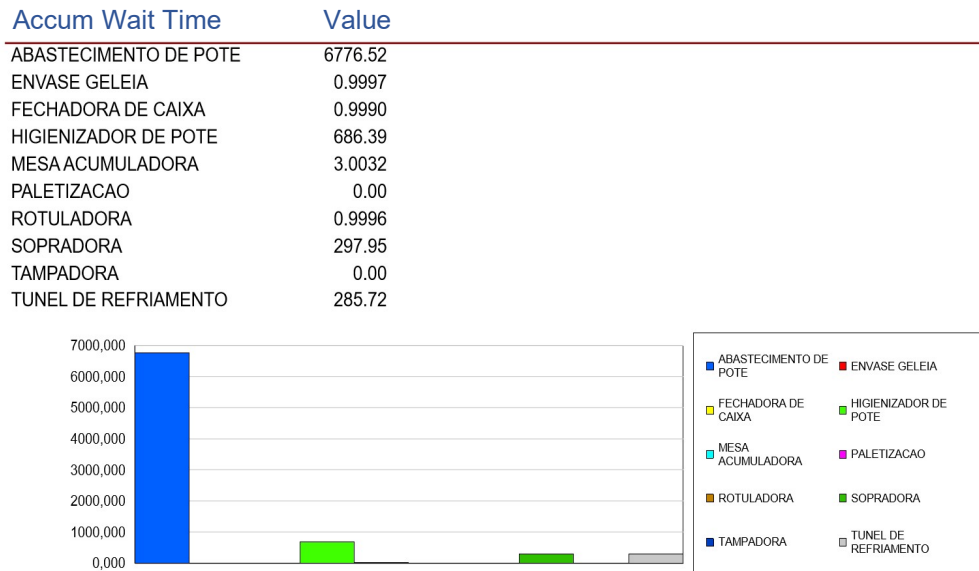 Accum Wait Time Value
ABASTECIMENTO DE POTE 6776.52
ENVASE GELEIA 0.9997
FECHADORA DE CAIXA 0.9990
HIGIENIZADOR DE POTE 686.39
MESA ACUMULADORA 3.0032
PALETIZACAO 0.00
ROTULADORA 0.9996
SOPRADORA 297.95
TAMPADORA 0.00
TUNEL DE REFRIAMENTO 285.72
7000,000
6000,000
5000,000
4000,000
3000,000
2000,000
1000,000
0,000
ABASTECIMENTO DE
POTE
ENVASE GELEIA
FECHADORA DE
CAIXA
HIGIENIZADOR DE
POTE
MESA
ACUMULADORA
PALETIZACAO
ROTULADORA
SOPRADORA
TAMPADORA
TUNEL DE
REFRIAMENTO